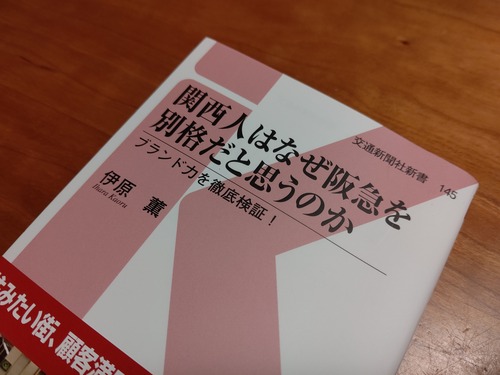 交通新聞社新書 145
関西人はなぜ阪急を
別格だと思うのか
ブランド力を徹底検証！
伊原 薫
Ihara Kaoru
みたい街、顧客満